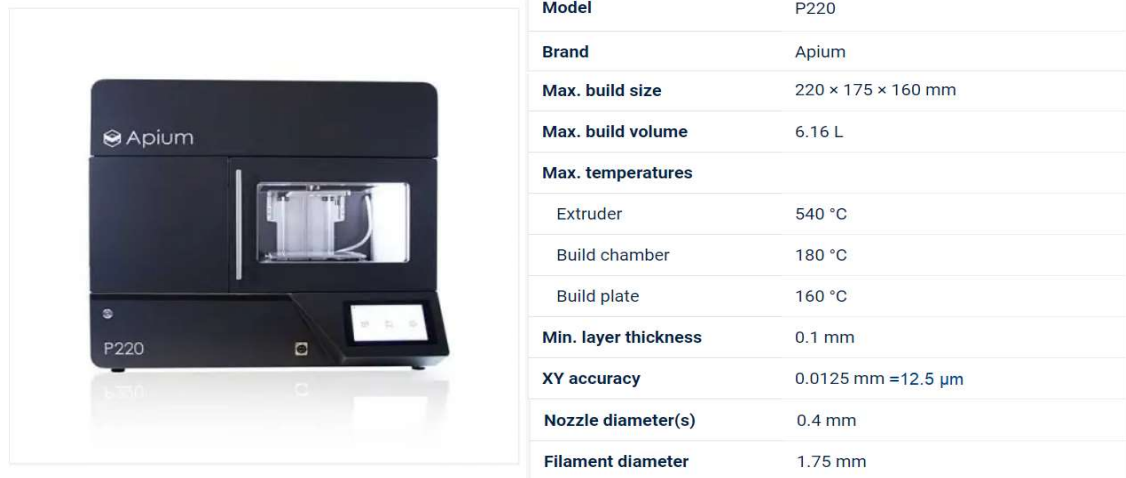 Apium
P220
Model P220
Brand Apium
Max. build size 220 × 175 × 160 mm
Max. build volume 6.16 L
Max. temperatures
Extruder 540 °C
Build chamber 180 °C
Build plate 160 °C
Min. layer thickness 0.1 mm
XY accuracy 0.0125 mm =12.5 µm
Nozzle diameter(s) 0.4 mm
Filament diameter 1.75 mm